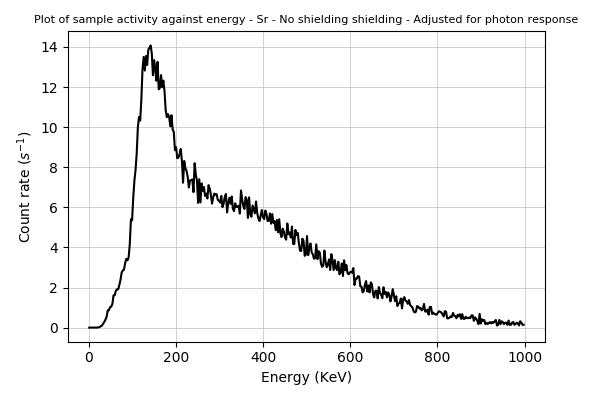 Plot of sample activity against energy - Sr - No shielding shielding - Adjusted for photon response
14
12
10
8
6
4
2
0
Count rate (s⁻¹)
0 200 400 600 800 1000
Energy (KeV)